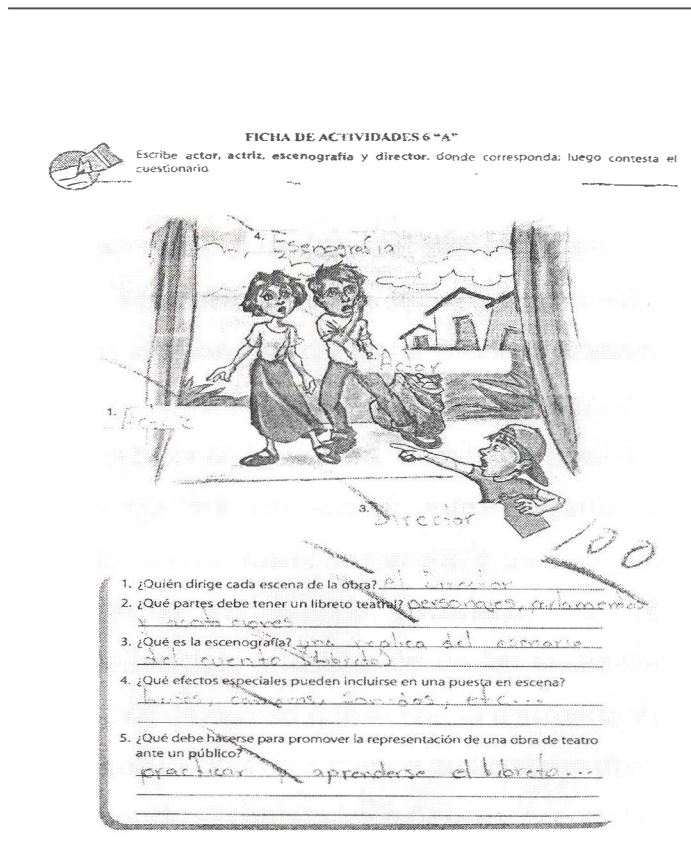 FICHA DE ACTIVIDADES 6 "A"
Escribe actor, actriz, escenografía y director, donde corresponda; luego contesta el
cuestionario
4. Esenografia
2. Actor
1.
3. Director
100
1. ¿Quién dirige cada escena de la obra? el Director
2. ¿Qué partes debe tener un libreto teatral? personajes, parlamentos
y acotaciones
3. ¿Qué es la escenografía? una replica del esenario
del cuento (libreto)
4. ¿Qué efectos especiales pueden incluirse en una puesta en escena?
luces, sonidos, etc...
5. ¿Qué debe hacerse para promover la representación de una obra de teatro
ante un público?
practicar y aprenderse el libreto...